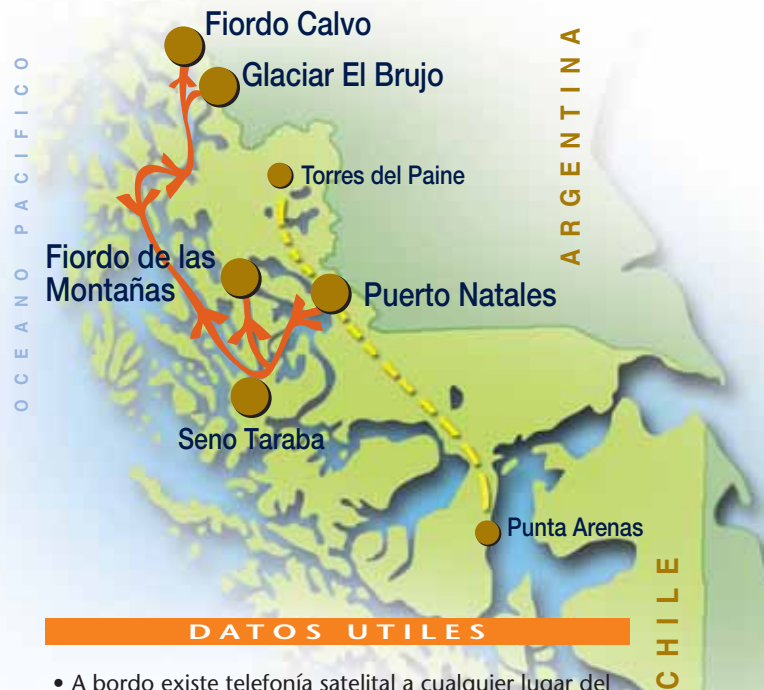 Fiordo Calvo
Glaciar El Brujo
OCEANO PACIFICO
ARGENTINA
Torres del Paine
Fiordo de las
Montañas
Puerto Natales
Seno Taraba
Punta Arenas
CHILE
DATOS UTILES
• A bordo existe telefonía satelital a cualquier lugar del